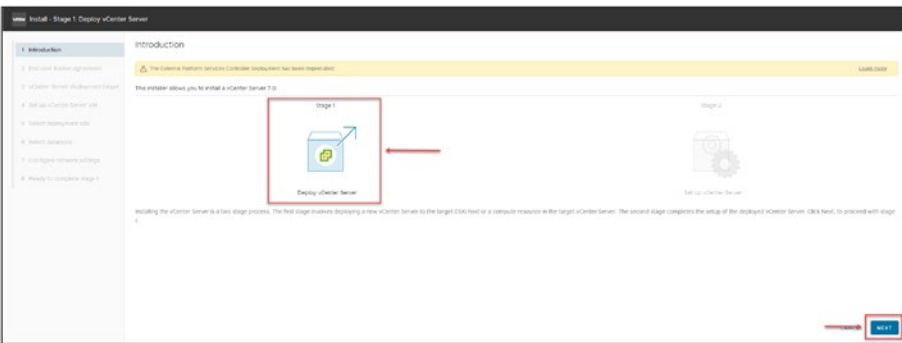 Install - Stage 1: Deploy vCenter Server
1 Introduction
2 End user license agreement
3 vCenter Server deployment target
4 Set up vCenter Server VM
5 Select deployment size
6 Select datastore
7 Configure network settings
8 Ready to complete stage 1
Introduction
The External Platform Services Controller deployment has been deprecated.
Learn more
This installer allows you to install a vCenter Server 7.0.
Stage 1
Stage 2
Deploy vCenter Server
Set up vCenter Server
Installing the vCenter Server is a two stage process. The first stage involves deploying a new vCenter Server to the target ESXi host or a compute resource in the target vCenter Server. The second stage completes the setup of the deployed vCenter Server. Click Next, to proceed with stage
1.
NEXT